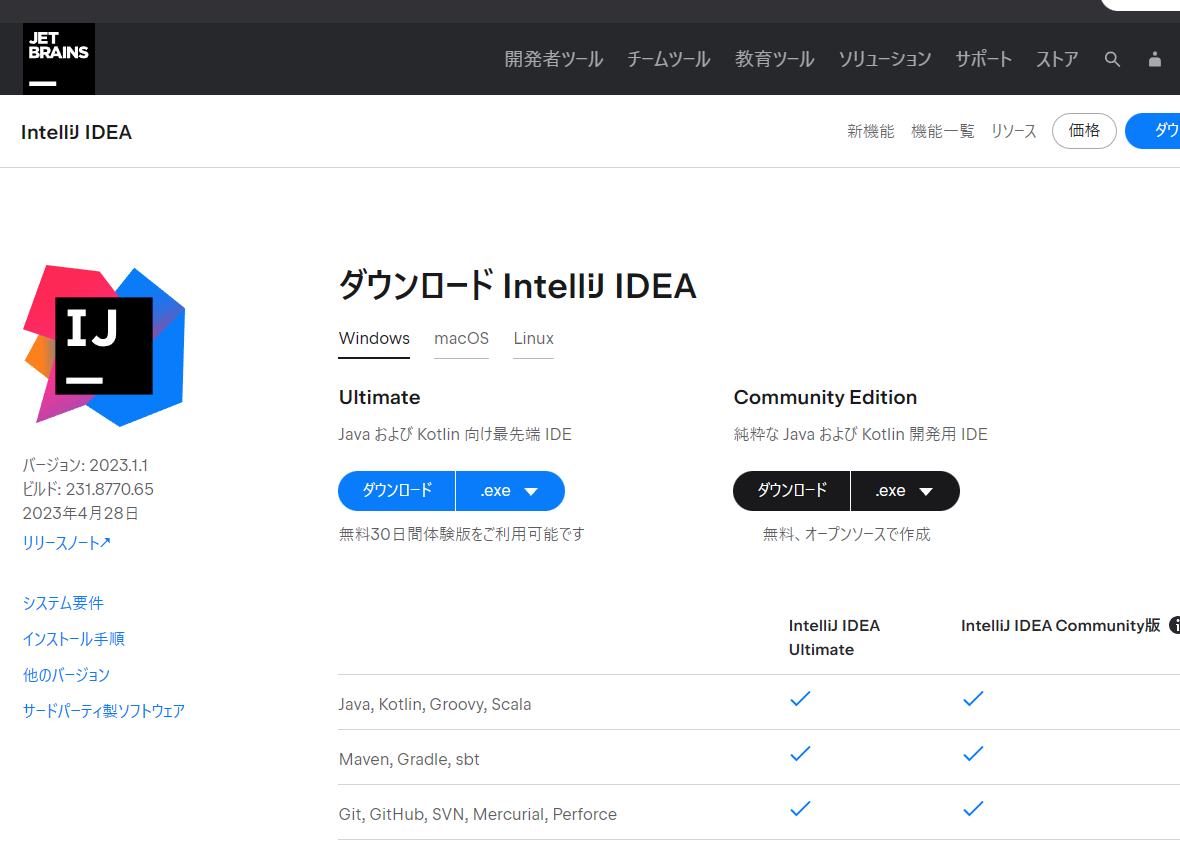 JET
BRAINS
開発者ツール チームツール 教育ツール ソリューション サポート ストア
IntelliJ IDEA
新機能 機能一覧 リソース 価格 ダウ
IJ
ダウンロード IntelliJ IDEA
Windows macOS Linux
Ultimate
Java および Kotlin 向け最先端 IDE
ダウンロード .exe
無料30日間体験版をご利用可能です
Community Edition
純粋な Java および Kotlin 開発用 IDE
ダウンロード .exe
無料、オープンソースで作成
バージョン: 2023.1.1
ビルド: 231.8770.65
2023年4月28日
リリースノート↗
システム要件
インストール手順
他のバージョン
サードパーティ製ソフトウェア
IntelliJ IDEA
Ultimate
IntelliJ IDEA Community版
Java, Kotlin, Groovy, Scala
Maven, Gradle, sbt
Git, GitHub, SVN, Mercurial, Perforce